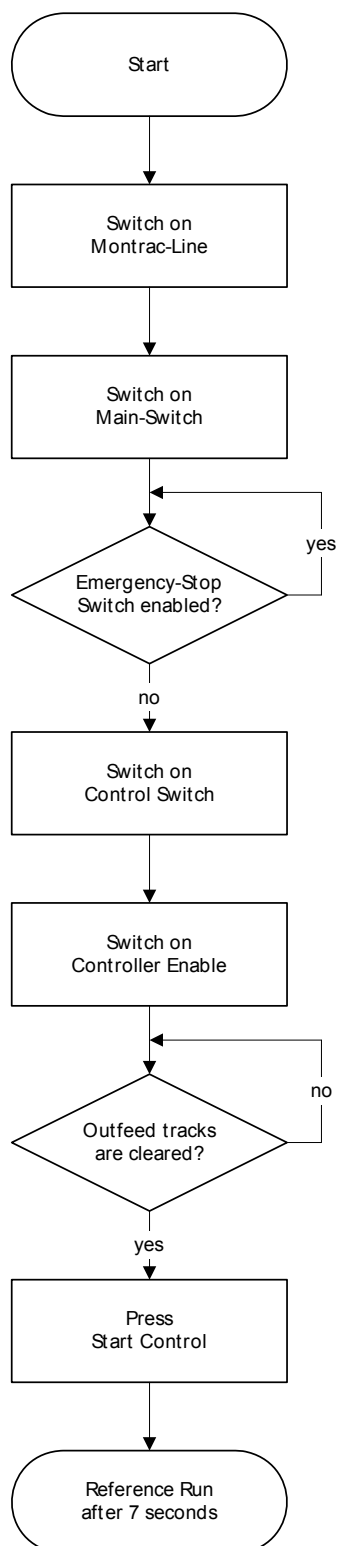 Start
Switch on
Montrac-Line
Switch on
Main-Switch
yes
Emergency-Stop
Switch enabled?
no
Switch on
Control Switch
Switch on
Controller Enable
no
Outfeed tracks
are cleared?
yes
Press
Start Control
Reference Run
after 7 seconds